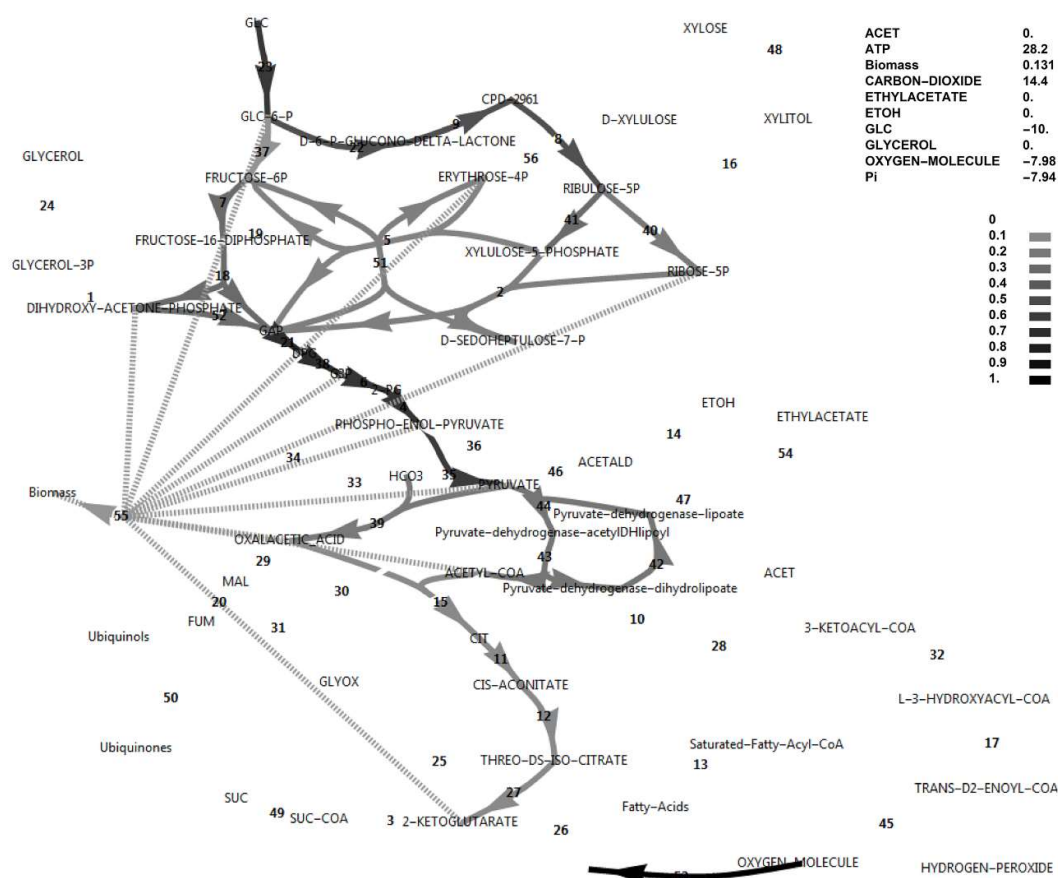 GLC
XYLOSE
48
ACET 0.
ATP 28.2
Biomass 0.131
CARBON-DIOXIDE 14.4
ETHYLACETATE 0.
ETOH 0.
GLC -10.
GLYCEROL 0.
OXYGEN-MOLECULE -7.98
Pi -7.94
23
CPD-2961
GLC-6-P
9
D-XYLULOSE
XYLITOL
D-6-P-GLUCONO-DELTA-LACTONE
22
8
37
56
16
GLYCEROL
FRUCTOSE-6P
ERYTHROSE-4P
RIBULOSE-5P
24
7
41
40
19
5
FRUCTOSE-16-DIPHOSPHATE
XYLULOSE-5-PHOSPHATE
51
GLYCEROL-3P
18
RIBOSE-5P
1
2
DIHYDROXY-ACETONE-PHOSPHATE
52
GAP
21
D-SEDOHEPTULOSE-7-P
DPG
38
G3P
6
2-PG
4
0
0.1
0.2
0.3
0.4
0.5
0.6
0.7
0.8
0.9
1.
PHOSPHO-ENOL-PYRUVATE
ETOH
ETHYLACETATE
14
36
54
34
ACETALD
46
33
HCO3
35
PYRUVATE
47
Biomass
55
44
Pyruvate-dehydrogenase-lipoate
39
OXALACETIC_ACID
Pyruvate-dehydrogenase-acetylDHlipoyl
29
43
42
MAL
30
ACETYL-COA
Pyruvate-dehydrogenase-dihydrolipoate
ACET
20
15
FUM
31
10
Ubiquinols
CIT
28
3-KETOACYL-COA
11
32
GLYOX
CIS-ACONITATE
50
12
L-3-HYDROXYACYL-COA
Ubiquinones
25
THREO-DS-ISO-CITRATE
Saturated-Fatty-Acyl-CoA
13
17
27
TRANS-D2-ENOYL-COA
SUC
49
SUC-COA
3
2-KETOGLUTARATE
26
Fatty-Acids
45
OXYGEN-MOLECULE
HYDROGEN-PEROXIDE